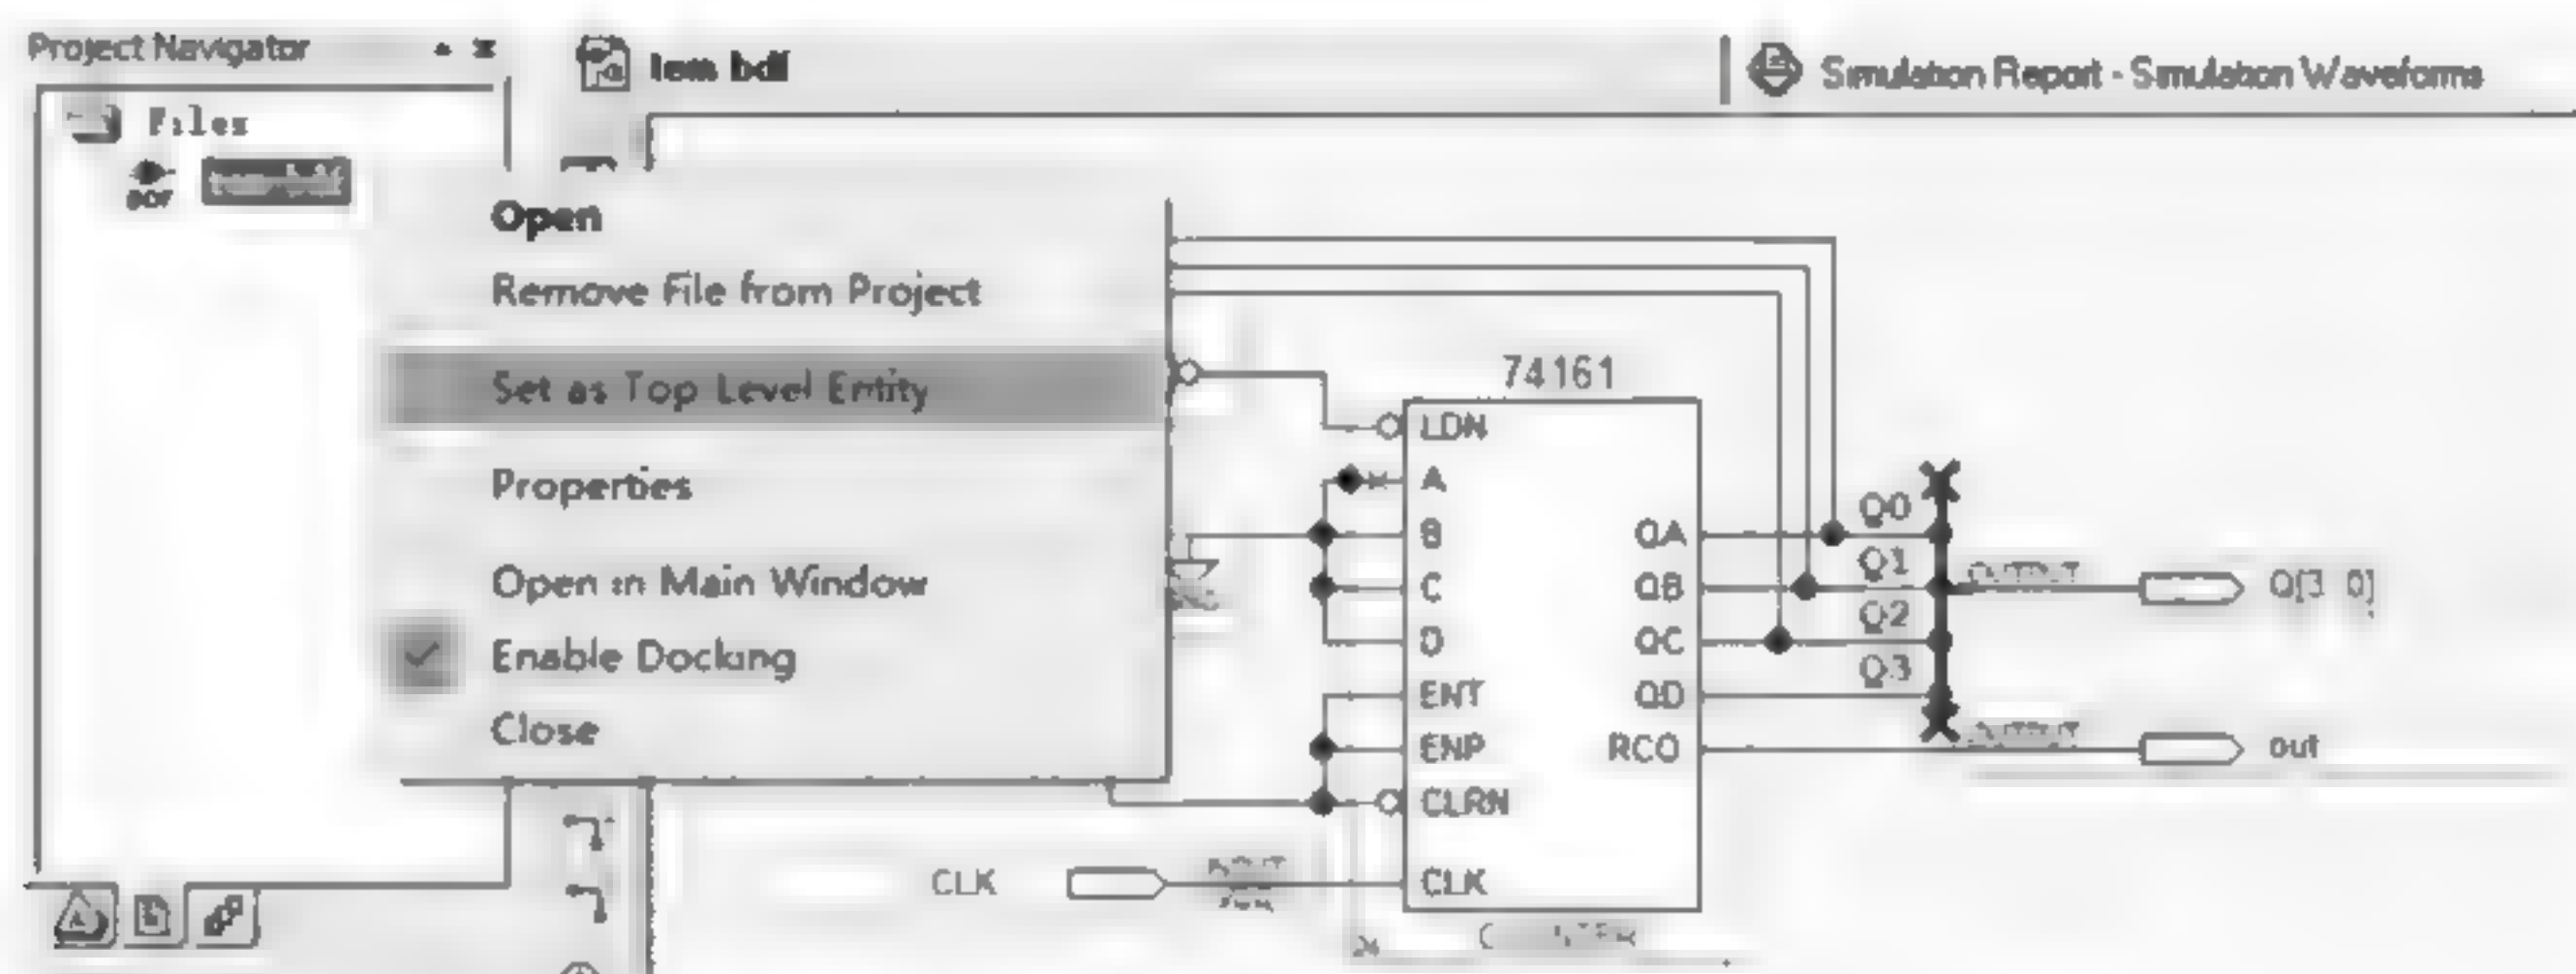 Project Navigator
Simulation Report - Simulation Waveforms
Files
Open
Remove File from Project
Set as Top Level Entity
Properties
Open in Main Window
Enable Docking
Close
74161
LDN
A
B
C
D
ENT
ENP
CLRN
CLK
QA
QB
QC
QD
RCO
Q0
Q1
Q2
Q3
OUTPUT
Q[3 0]
OUTPUT
out
CLK